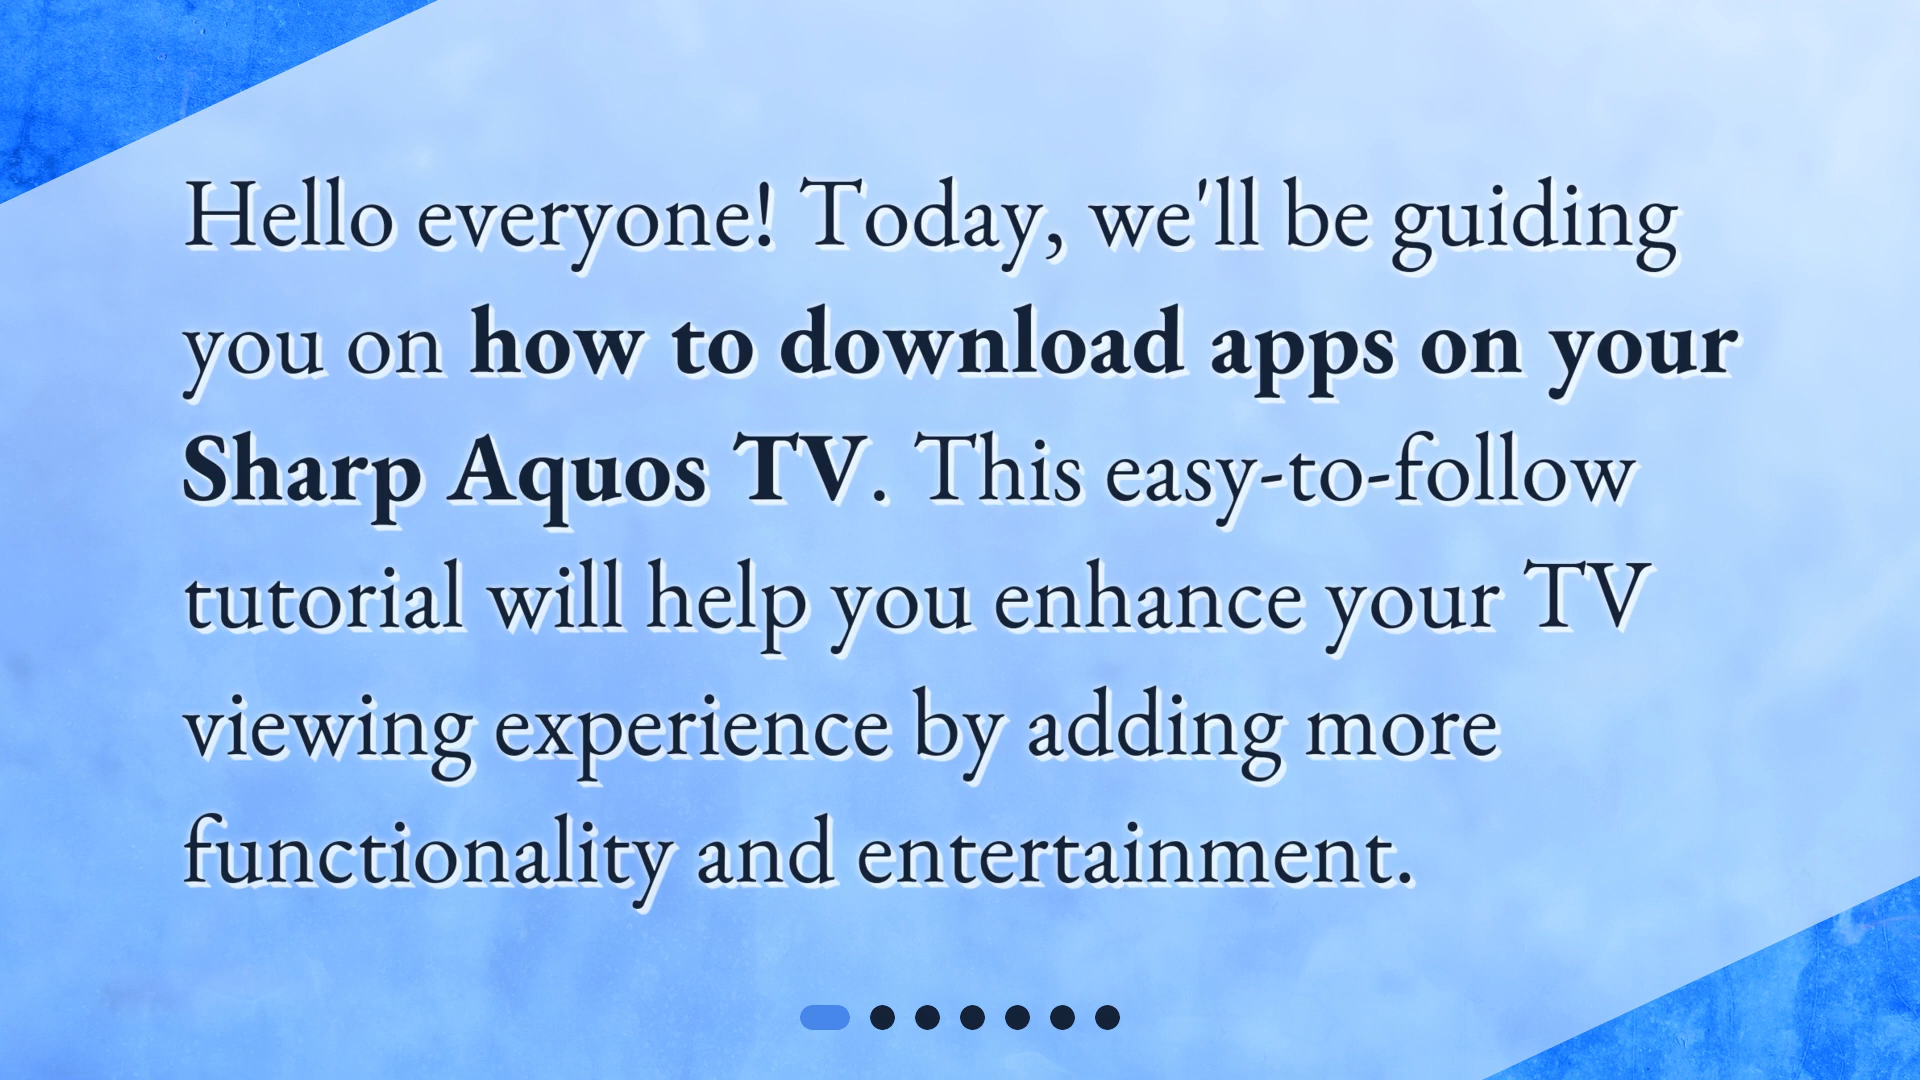 Hello everyone! Today, we'll be guiding
you on how to download apps on your
Sharp Aquos TV. This easy-to-follow
tutorial will help you enhance your TV
viewing experience by adding more
functionality and entertainment.